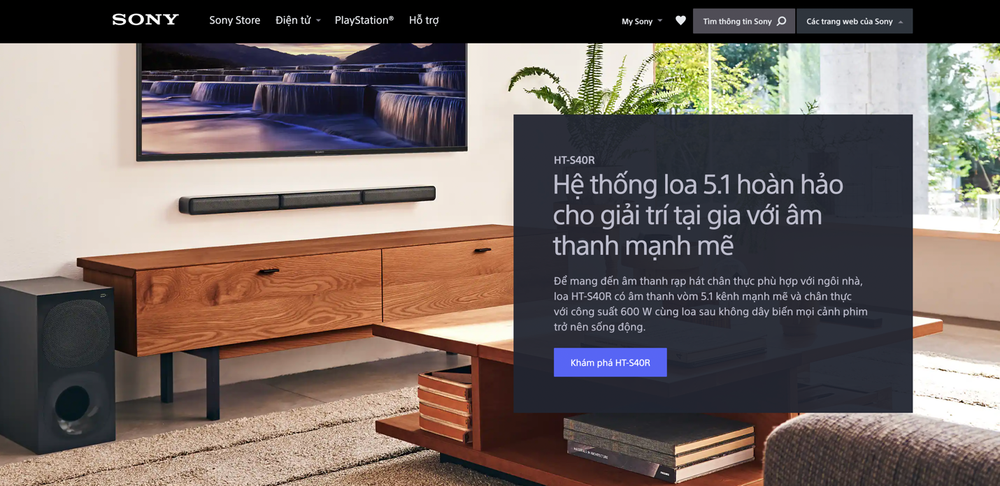 SONY
Sony Store
Điện tử
PlayStation®
Hỗ trợ
My Sony
Tìm thông tin Sony
Các trang web của Sony
SONY
HT-S40R
Hệ thống loa 5.1 hoàn hảo
cho giải trí tại gia với âm
thanh mạnh mẽ
Để mang đến âm thanh rạp hát chân thực phù hợp với ngôi nhà,
loa HT-S40R có âm thanh vòm 5.1 kênh mạnh mẽ và chân thực
với công suất 600 W cùng loa sau không dây biến mọi cảnh phim
trở nên sống động.
Khám phá HT-S40R
MATERIALS IN ARCHITECTURE